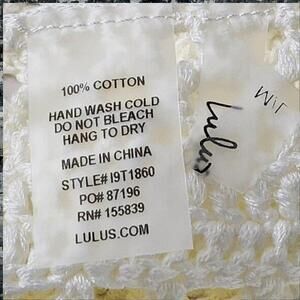 100% COTTON
HAND WASH COLD
DO NOT BLEACH
HANG TO DRY
MADE IN CHINA
STYLE# I9T1860
PO# 87196
RN# 155839
LULUS.COM
lulus